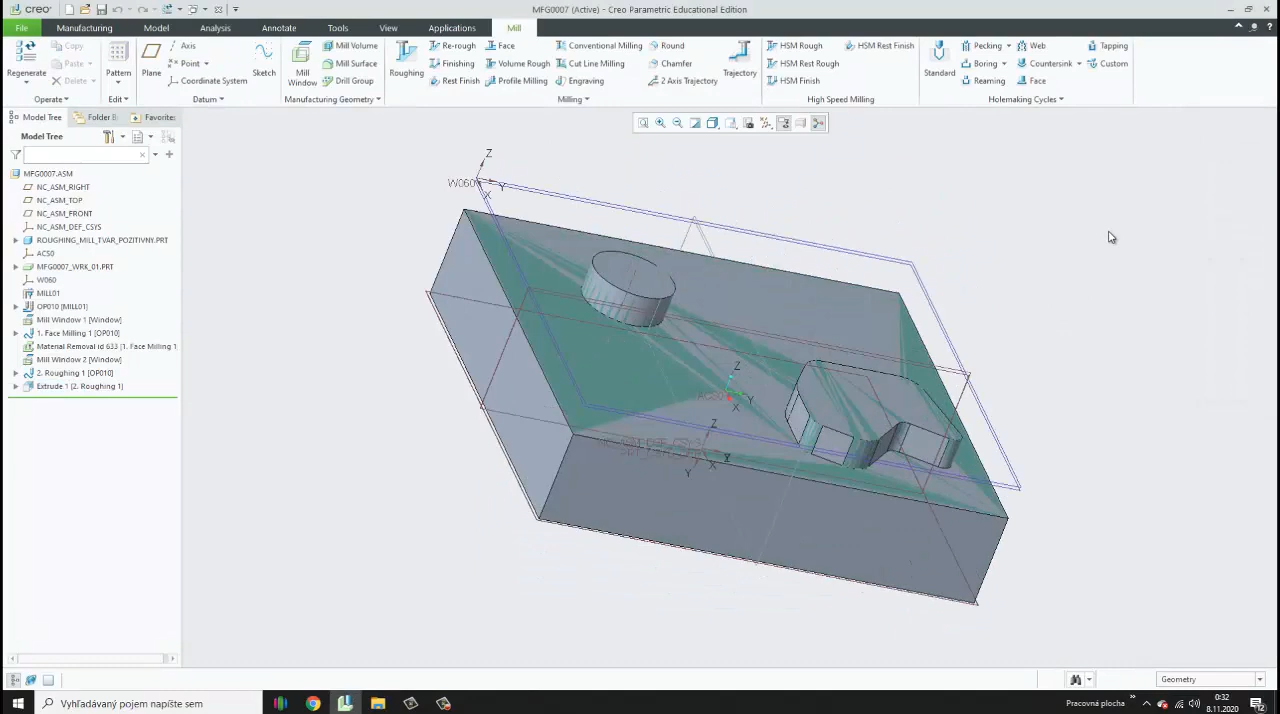 creo MFG0007 (Active) - Creo Parametric Educational Edition
File Manufacturing Model Analysis Annotate Tools View Applications Mill
Regenerate Copy Paste Delete Pattern Plane Axis Point Coordinate System Sketch Mill Window Mill Volume Mill Surface Drill Group Roughing Re-rough Finishing Rest Finish Face Volume Rough Profile Milling Conventional Milling Cut Line Milling Engraving Round Chamfer 2 Axis Trajectory Trajectory HSM Rough HSM Rest Rough HSM Finish HSM Rest Finish Standard Pecking Boring Reaming Web Countersink Face Tapping Custom
Operate Edit Datum Manufacturing Geometry Milling High Speed Milling Holemaking Cycles
Model Tree Folder B Favorite
Model Tree
MFG0007.ASM
NC_ASM_RIGHT
NC_ASM_TOP
NC_ASM_FRONT
NC_ASM_DEF_CSYS
ROUGHING_MILL_TVAR_POZITIVNY.PRT
ACS0
MFG0007_WRK_01.PRT
W060
MILL01
OP010 [MILL01]
Mill Window 1 [Window]
1. Face Milling 1 [OP010]
Material Removal id 633 [1. Face Milling 1
Mill Window 2 [Window]
2. Roughing 1 [OP010]
Extrude 1 [2. Roughing 1]
Z
W060 Y
X
Z
ACS0 Y
X
Z
Y
X
Y
Geometry
Vyhľadávaný pojem napíšte sem
Pracovná plocha
0:32
8.11.2020
12